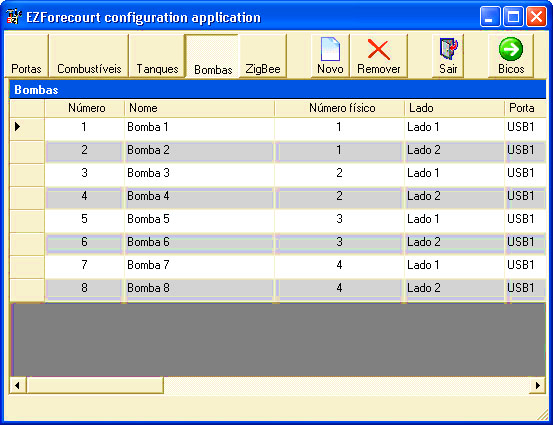 EZForecourt configuration application
Portas Combustíveis Tanques Bombas ZigBee Novo Remover Sair Bicos
Bombas
Número Nome Número físico Lado Porta
1 Bomba 1 1 Lado 1 USB1
2 Bomba 2 1 Lado 2 USB1
3 Bomba 3 2 Lado 1 USB1
4 Bomba 4 2 Lado 2 USB1
5 Bomba 5 3 Lado 1 USB1
6 Bomba 6 3 Lado 2 USB1
7 Bomba 7 4 Lado 1 USB1
8 Bomba 8 4 Lado 2 USB1